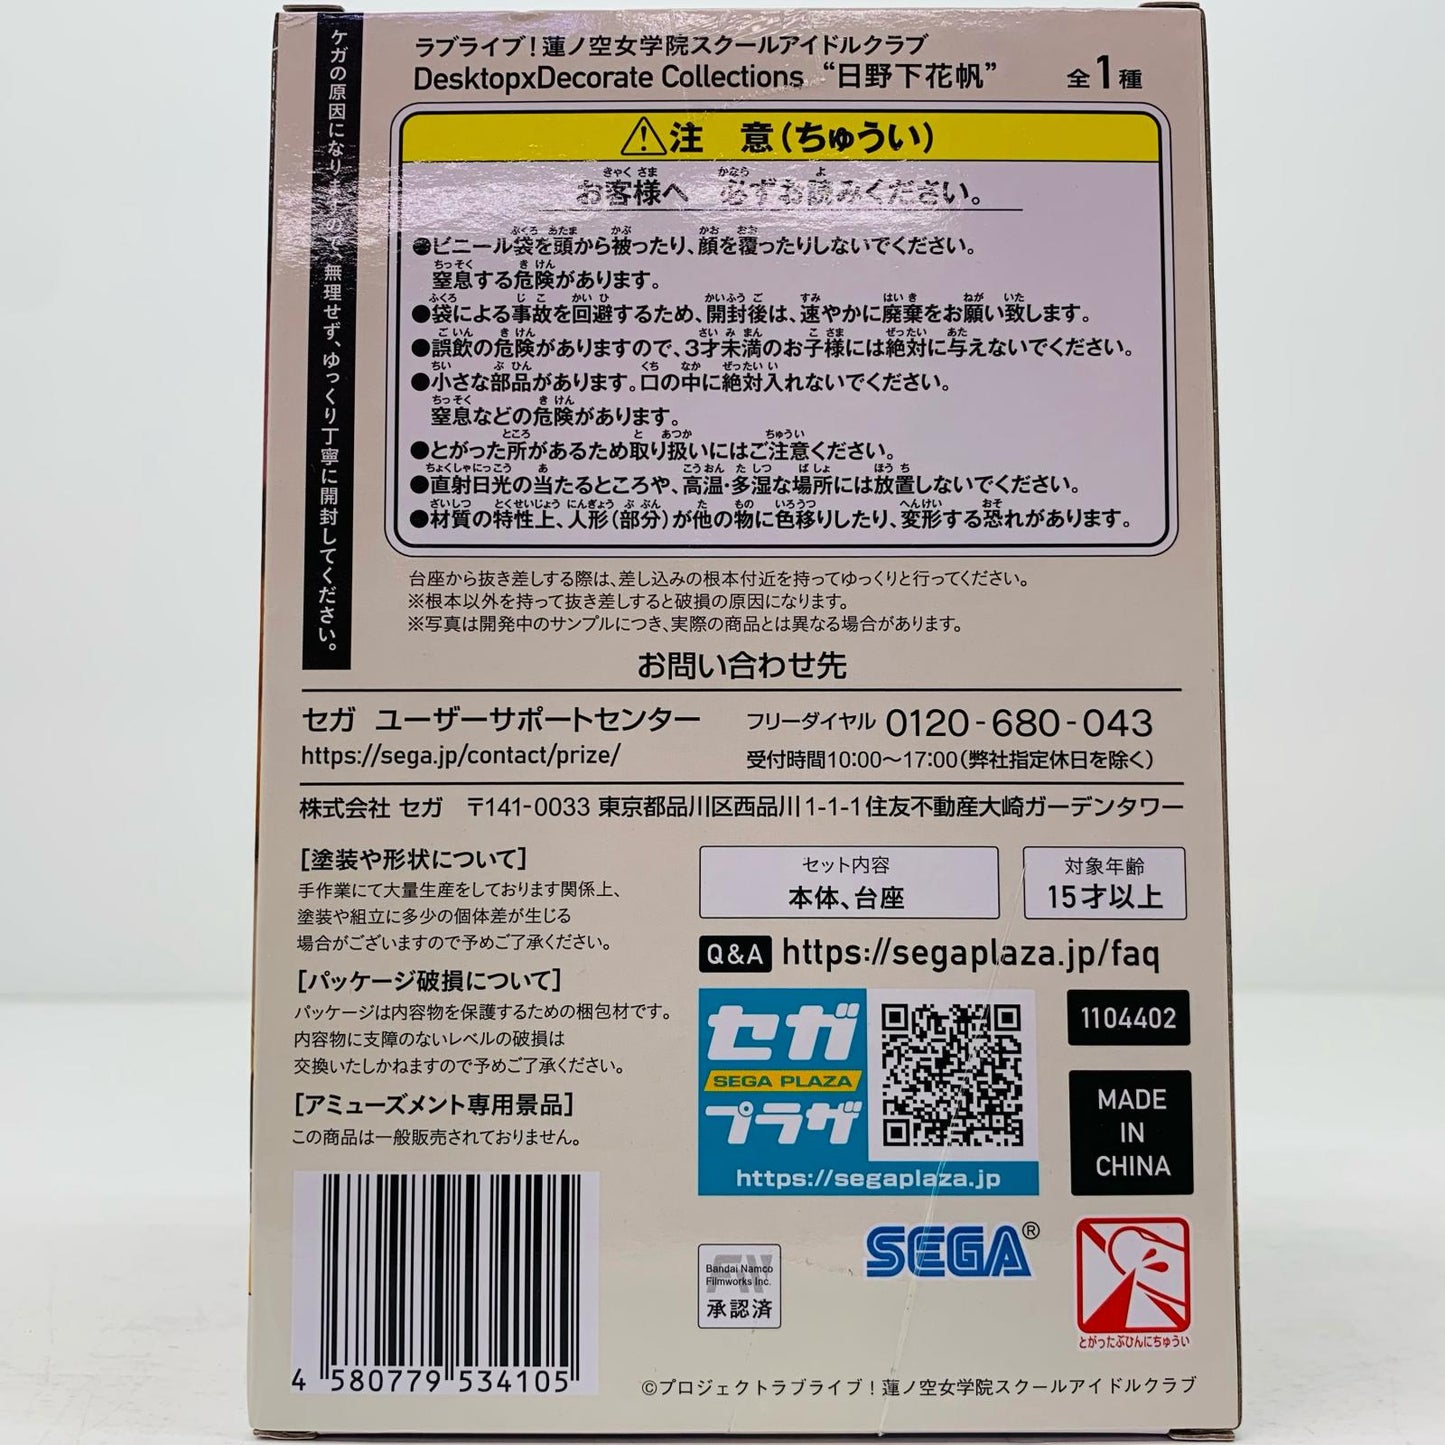 ケガの原因になりますので、無理せず、ゆっくり丁寧に開封してください。
ラブライブ！蓮ノ空女学院スクールアイドルクラブ
DesktopxDecorate Collections “日野下花帆” 全1種
注 意（ちゅうい）
お客様へ 必ずお読みください。
●ビニール袋を頭から被ったり、顔を覆ったりしないでください。
窒息する危険があります。
●袋による事故を回避するため、開封後は、速やかに廃棄をお願い致します。
●誤飲の危険がありますので、3才未満のお子様には絶対に与えないでください。
●小さな部品があります。口の中に絶対入れないでください。
窒息などの危険があります。
●とがった所があるため取り扱いにはご注意ください。
●直射日光の当たるところや、高温・多湿な場所には放置しないでください。
●材質の特性上、人形（部分）が他の物に色移りしたり、変形する恐れがあります。
台座から抜き差しする際は、差し込みの根本付近を持ってゆっくりと行ってください。
※根本以外を持って抜き差しすると破損の原因になります。
※写真は開発中のサンプルにつき、実際の商品とは異なる場合があります。
お問い合わせ先
セガ ユーザーサポートセンター フリーダイヤル 0120-680-043
https://sega.jp/contact/prize/ 受付時間10:00〜17:00（弊社指定休日を除く）
株式会社 セガ 〒141-0033 東京都品川区西品川1-1-1住友不動産大崎ガーデンタワー
[塗装や形状について]
手作業にて大量生産をしております関係上、
塗装や組立に多少の個体差が生じる
場合がございますので予めご了承ください。
[パッケージ破損について]
パッケージは内容物を保護するための梱包材です。
内容物に支障のないレベルの破損は
交換いたしかねますので予めご了承ください。
[アミューズメント専用景品]
この商品は一般販売されておりません。
セット内容
本体、台座
対象年齢
15才以上
Q&A https://segaplaza.jp/faq
セガ
SEGA PLAZA
プラザ
https://segaplaza.jp
1104402
MADE
IN
CHINA
Bandai Namco
Filmworks Inc.
承認済
SEGA®
とがったぶひんにちゅうい
4 580779 534105
©プロジェクトラブライブ！蓮ノ空女学院スクールアイドルクラブ